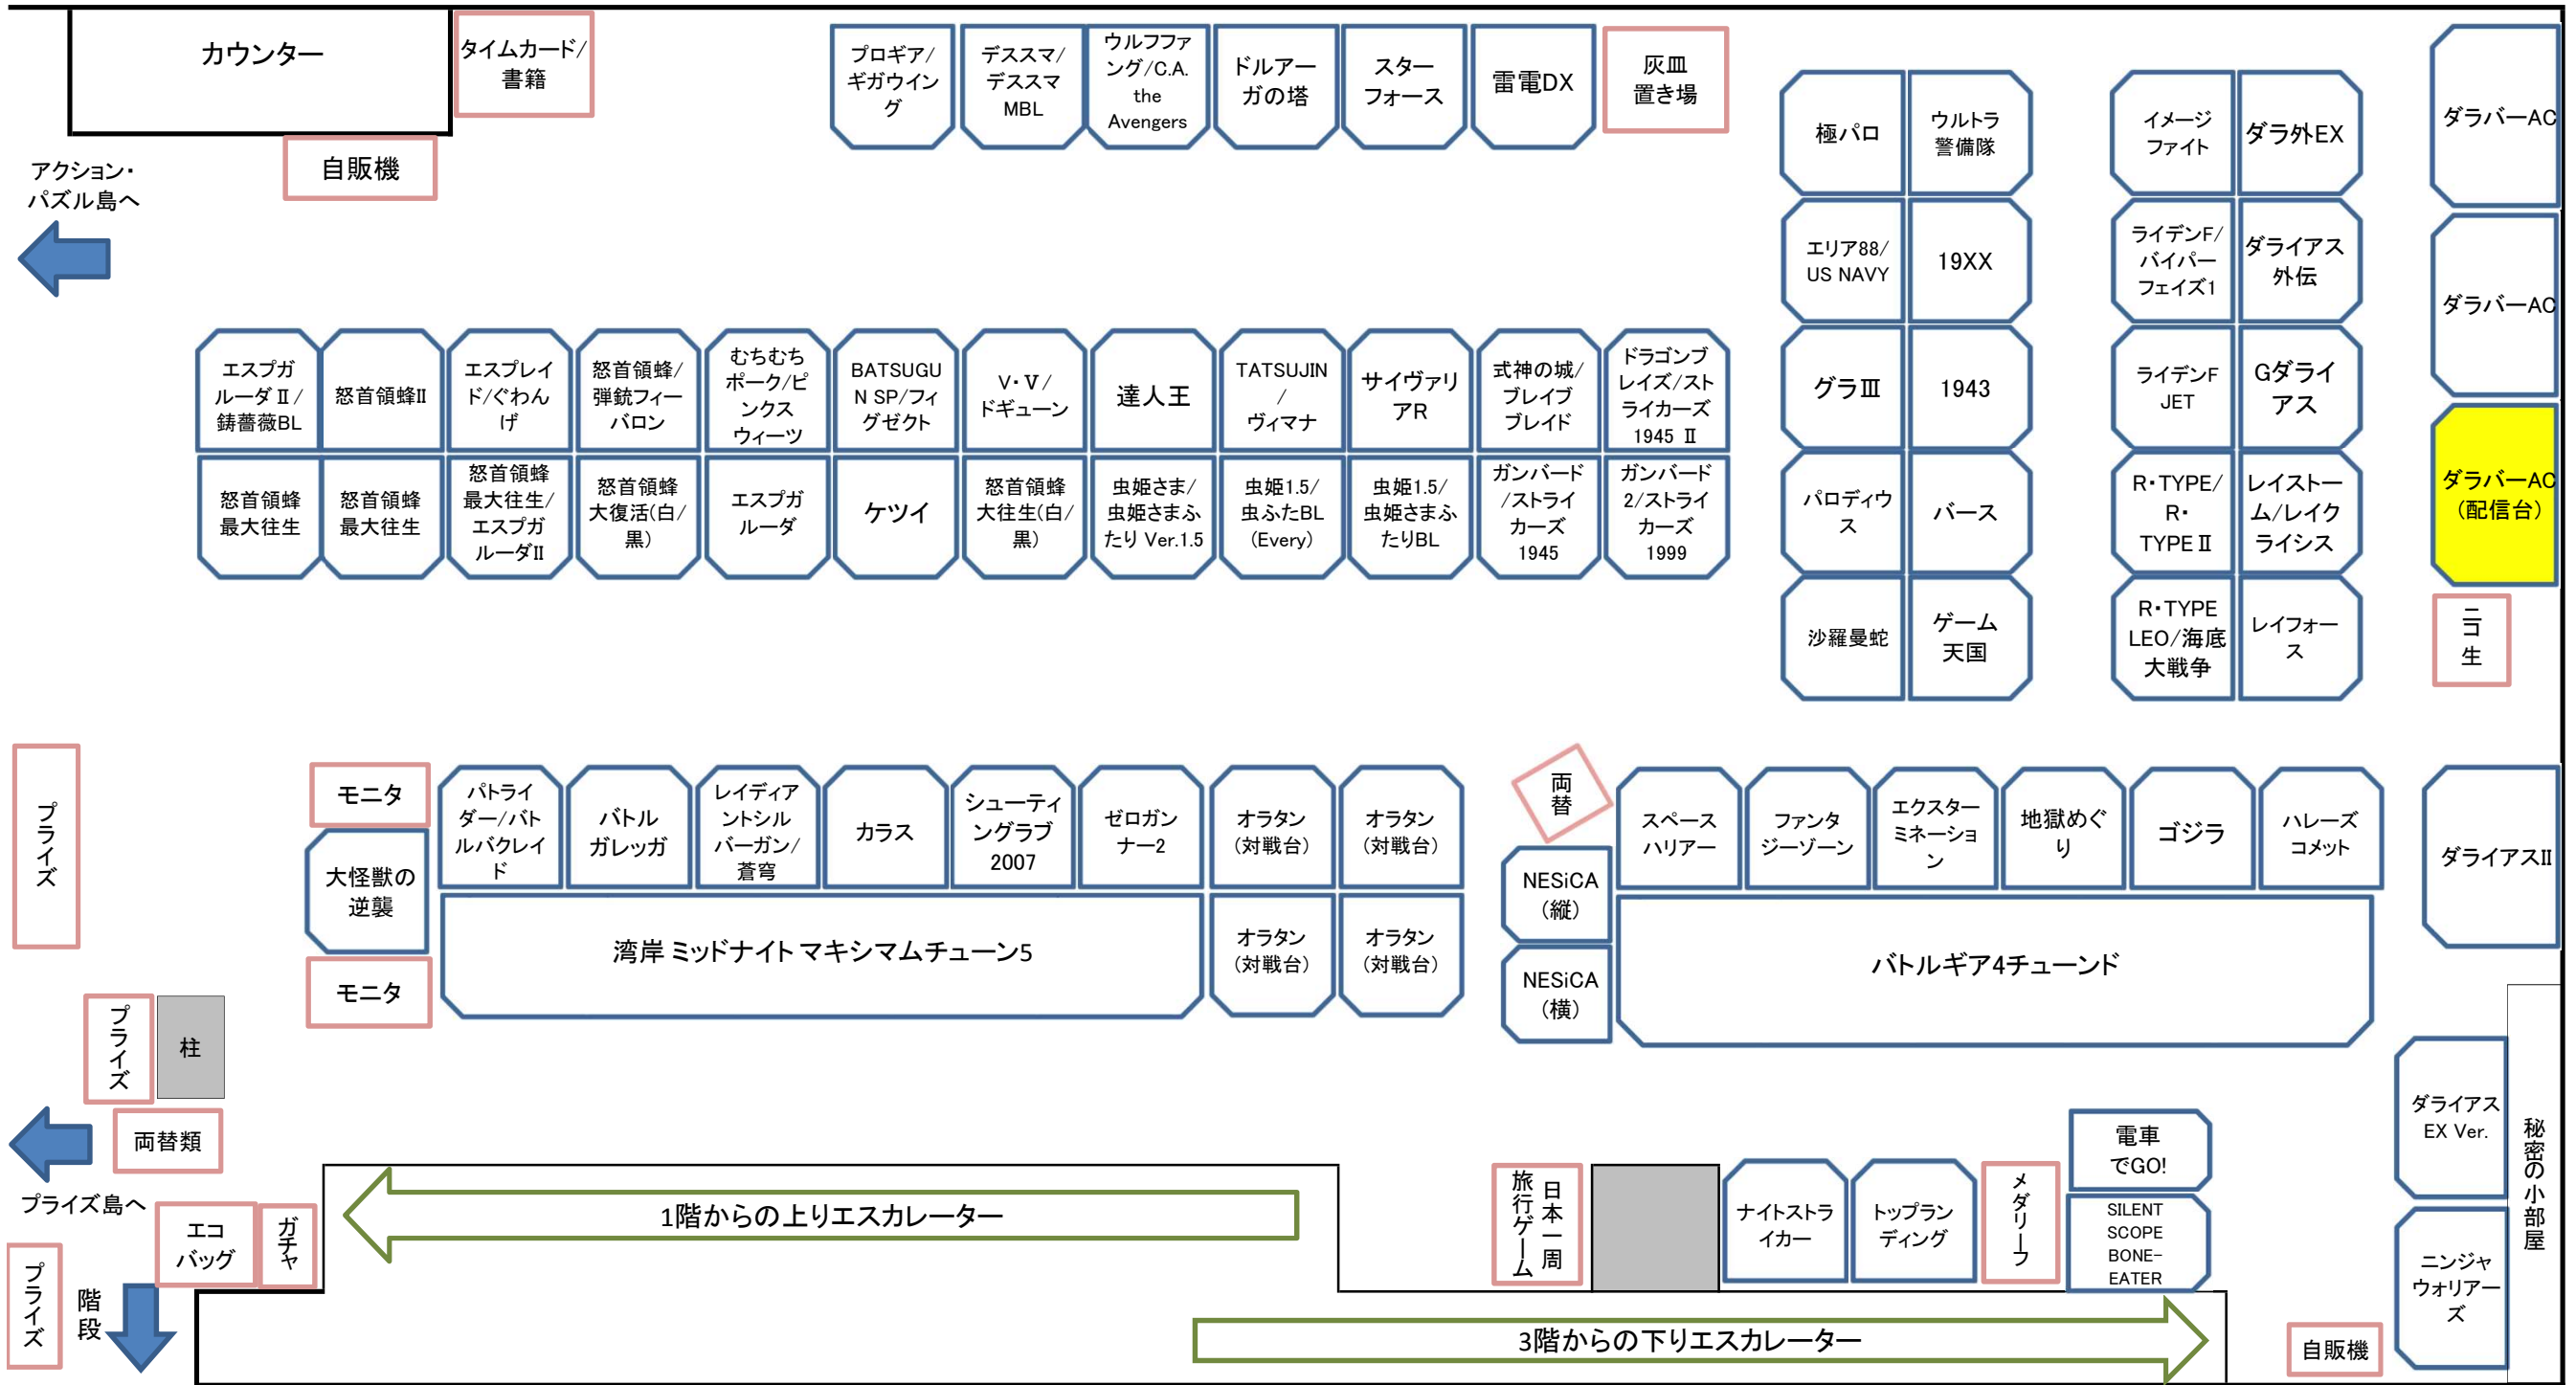 カウンター
タイムカード/
書籍
自販機
アクション・
パズル島へ
プロギア/
ギガウイン
グ
デススマ/
デススマ
MBL
ウルフファ
ング/C.A.
the
Avengers
ドルアー
ガの塔
スター
フォース
雷電DX
灰皿
置き場
極パロ
ウルトラ
警備隊
イメージ
ファイト
ダラ外EX
ダラバーAC
エリア88/
US NAVY
19XX
ライデンF/
バイパー
フェイズ1
ダライアス
外伝
ダラバーAC
グラⅢ
1943
ライデンF
JET
Gダライ
アス
ダラバーAC
(配信台)
パロディウ
ス
バース
R・TYPE/
R・
TYPEⅡ
レイストー
ム/レイク
ライシス
沙羅曼蛇
ゲーム
天国
R・TYPE
LEO/海底
大戦争
レイフォー
ス
ニコ生
エスプガ
ルーダⅡ/
鋳薔薇BL
怒首領蜂II
エスプレイ
ド/ぐわん
げ
怒首領蜂/
弾銃フィー
バロン
むちむち
ポーク/ピ
ンクス
ウィーツ
BATSUGU
N SP/フィ
グゼクト
V・V/
ドギューン
達人王
TATSUJIN
/
ヴィマナ
サイヴァリ
アR
式神の城/
ブレイブ
ブレイド
ドラゴンブ
レイズ/スト
ライカーズ
1945 Ⅱ
怒首領蜂
最大往生
怒首領蜂
最大往生
怒首領蜂
最大往生/
エスプガ
ルーダII
怒首領蜂
大復活(白/
黒)
エスプガ
ルーダ
ケツイ
怒首領蜂
大往生(白/
黒)
虫姫さま/
虫姫さまふ
たり Ver.1.5
虫姫1.5/
虫ふたBL
(Every)
虫姫1.5/
虫姫さまふ
たりBL
ガンバード
/ストライ
カーズ
1945
ガンバード
2/ストライ
カーズ
1999
プライズ
モニタ
大怪獣の
逆襲
モニタ
パトライ
ダー/バト
ルバクレイ
ド
バトル
ガレッガ
レイディア
ントシル
バーガン/
蒼穹
カラス
シューティ
ングラブ
2007
ゼロガン
ナー2
オラタン
(対戦台)
オラタン
(対戦台)
湾岸 ミッドナイト マキシマムチューン5
オラタン
(対戦台)
オラタン
(対戦台)
両替
NESiCA
(縦)
NESiCA
(横)
スペース
ハリアー
ファンタ
ジーゾーン
エクスター
ミネーショ
ン
地獄めぐ
り
ゴジラ
ハレーズ
コメット
バトルギア4チューンド
ダライアスII
プライズ
柱
両替類
プライズ島へ
エコ
バッグ
ガチャ
プライズ
階段
1階からの上りエスカレーター
日本一周
旅行ゲーム
ナイトストラ
イカー
トップラン
ディング
メダリーフ
電車
でGO!
SILENT
SCOPE
BONE-
EATER
ダライアス
EX Ver.
ニンジャ
ウォリアー
ズ
秘密の小部屋
3階からの下りエスカレーター
自販機